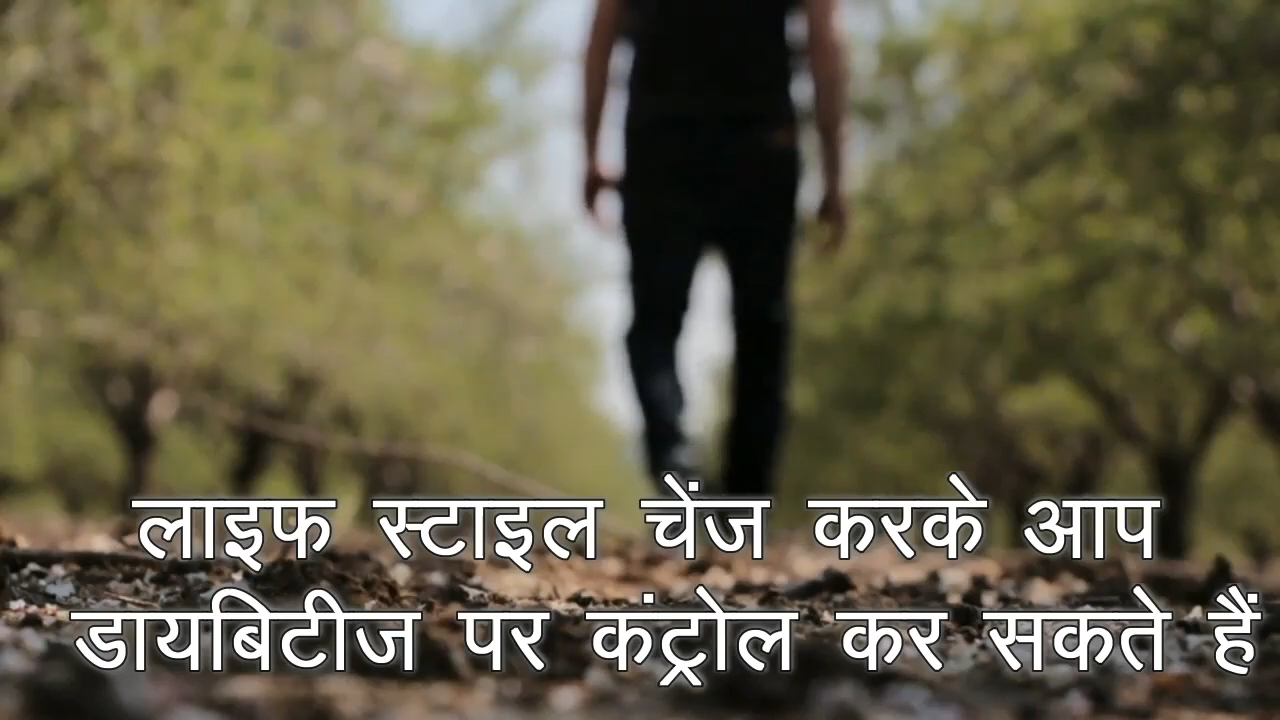 लाइफ स्टाइल चेंज करके आप
डायबिटीज पर कंट्रोल कर सकते हैं